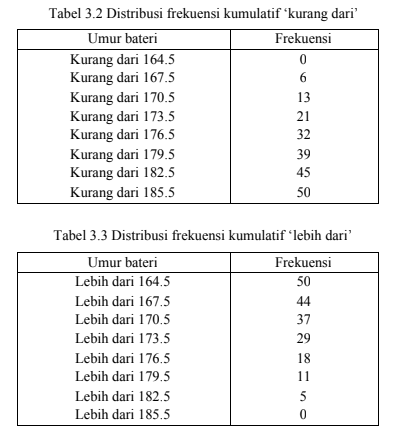 Tabel 3.2 Distribusi frekuensi kumulatif ‘kurang dari’
Umur bateri Frekuensi
Kurang dari 164.5 0
Kurang dari 167.5 6
Kurang dari 170.5 13
Kurang dari 173.5 21
Kurang dari 176.5 32
Kurang dari 179.5 39
Kurang dari 182.5 45
Kurang dari 185.5 50
Tabel 3.3 Distribusi frekuensi kumulatif ‘lebih dari’
Umur bateri Frekuensi
Lebih dari 164.5 50
Lebih dari 167.5 44
Lebih dari 170.5 37
Lebih dari 173.5 29
Lebih dari 176.5 18
Lebih dari 179.5 11
Lebih dari 182.5 5
Lebih dari 185.5 0